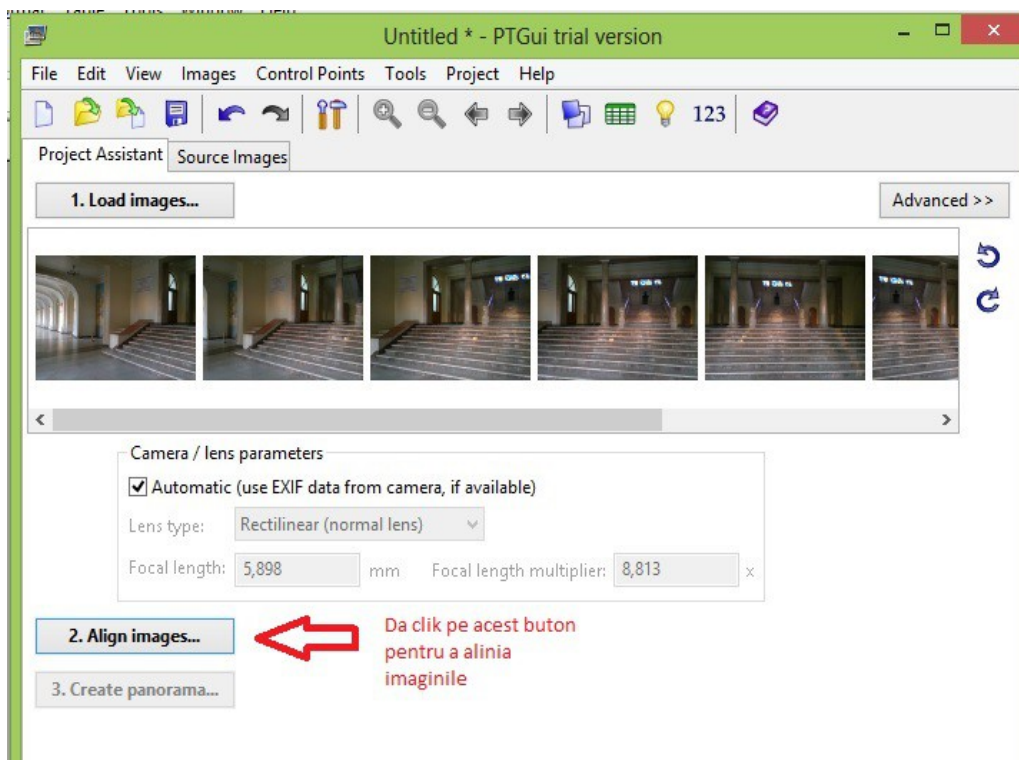 Untitled * - PTGui trial version
File Edit View Images Control Points Tools Project Help
123
Project Assistant Source Images
1. Load images...
Advanced >>
Camera / lens parameters
Automatic (use EXIF data from camera, if available)
Lens type: Rectilinear (normal lens)
Focal length: 5,898 mm Focal length multiplier: 8,813 x
2. Align images...
Da clik pe acest buton
pentru a alinia
imaginile
3. Create panorama...